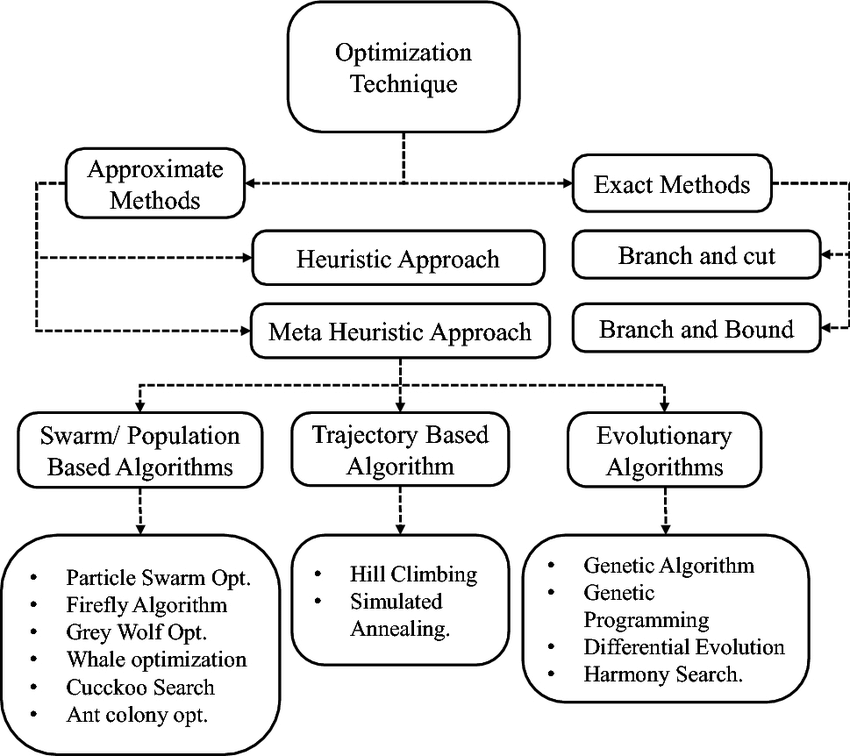 Optimization
Technique
Approximate
Methods
Exact Methods
Heuristic Approach
Branch and cut
Meta Heuristic Approach
Branch and Bound
Swarm/ Population
Based Algorithms
Trajectory Based
Algorithm
Evolutionary
Algorithms
• Particle Swarm Opt.
• Firefly Algorithm
• Grey Wolf Opt.
• Whale optimization
• Cucckoo Search
• Ant colony opt.
• Hill Climbing
• Simulated
Annealing.
• Genetic Algorithm
• Genetic
Programming
• Differential Evolution
• Harmony Search.